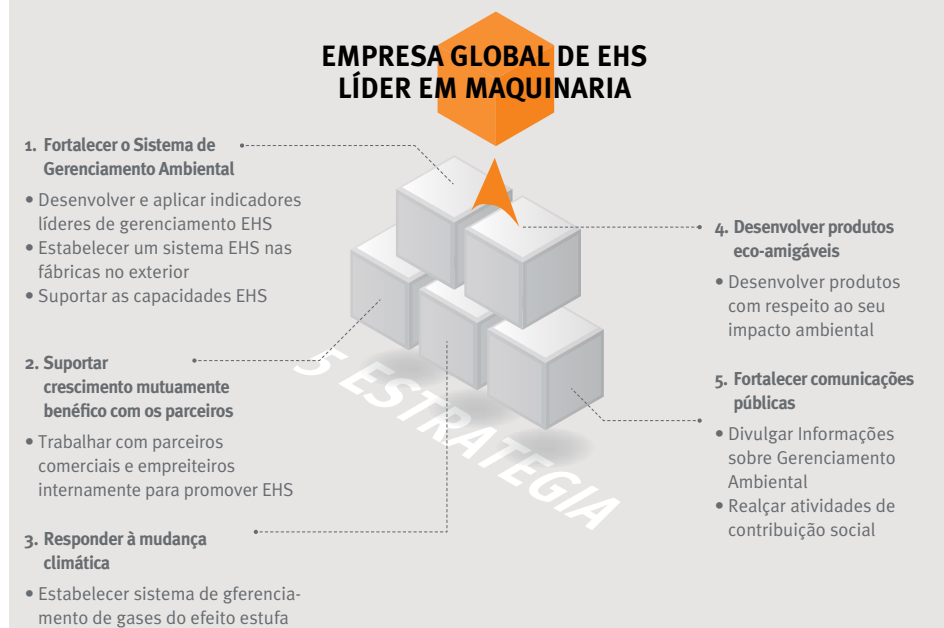 EMPRESA GLOBAL DE EHS
LÍDER EM MAQUINARIA
1. Fortalecer o Sistema de
Gerenciamento Ambiental
• Desenvolver e aplicar indicadores
líderes de gerenciamento EHS
• Estabelecer um sistema EHS nas
fábricas no exterior
• Suportar as capacidades EHS
2. Suportar
crescimento mutuamente
benéfico com os parceiros
• Trabalhar com parceiros
comerciais e empreiteiros
internamente para promover EHS
3. Responder à mudança
climática
• Estabelecer sistema de gferencia-
mento de gases do efeito estufa
5 ESTRATEGIA
4. Desenvolver produtos
eco-amigáveis
• Desenvolver produtos
com respeito ao seu
impacto ambiental
5. Fortalecer comunicações
públicas
• Divulgar Informações
sobre Gerenciamento
Ambiental
• Realçar atividades de
contribuição social